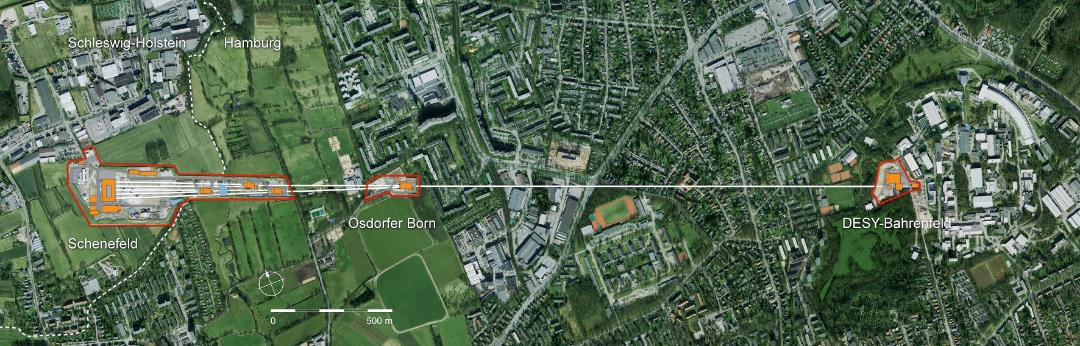 Schleswig-Holstein
Hamburg
Osdorfer Born
DESY-Bahrenfeld
Schenefeld
0
500 m